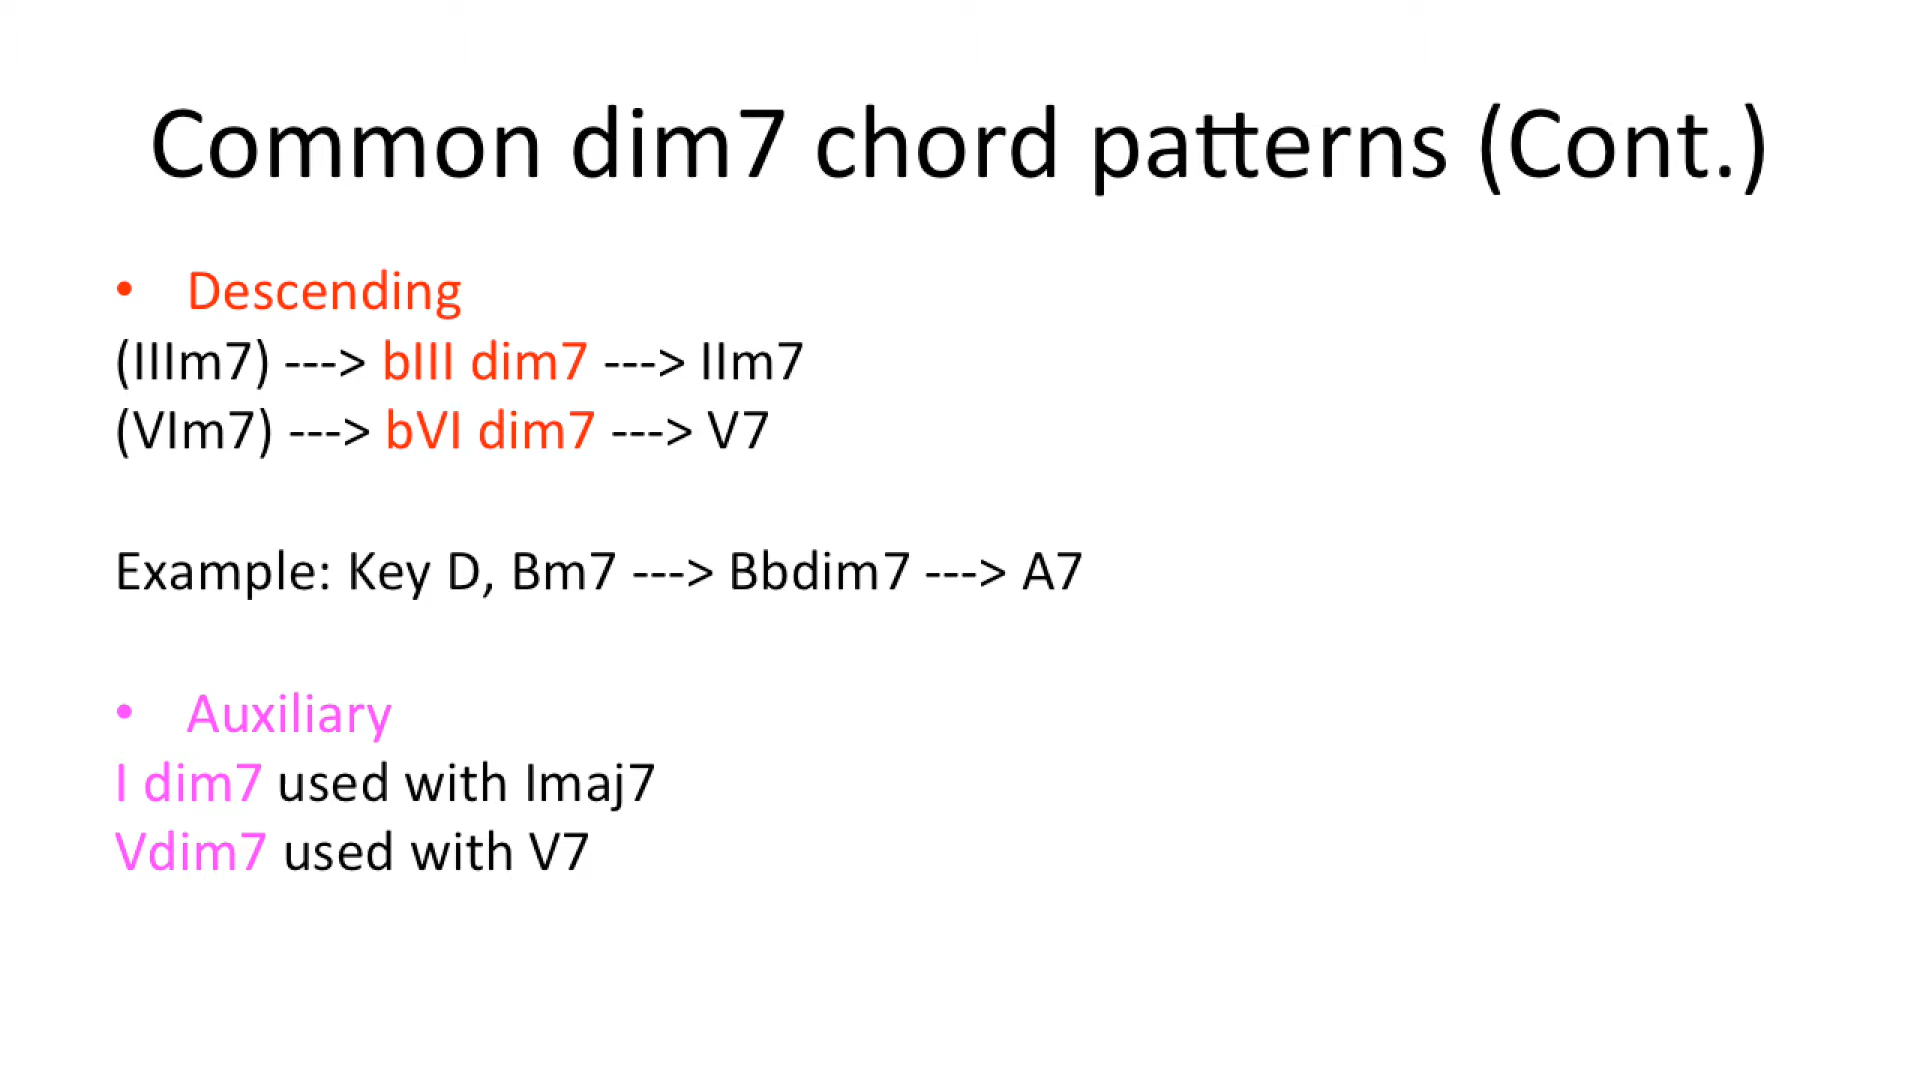 Common dim7 chord patterns (Cont.)
• Descending
(IIIm7) ---> bIII dim7 ---> IIm7
(VIm7) ---> bVI dim7 ---> V7
Example: Key D, Bm7 ---> Bbdim7 ---> A7
• Auxiliary
I dim7 used with Imaj7
Vdim7 used with V7